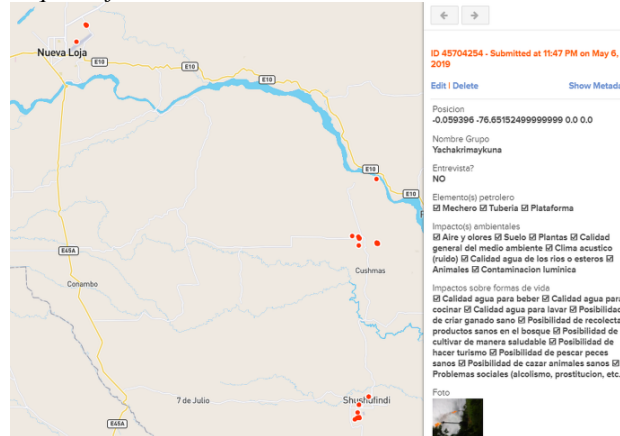 Nueva Loja
E10
E10
E10
E10
E10
E45A
Cushmas
Conambo
7 de Julio
Shushufindi
E45A
ID 45704254 - Submitted at 11:47 PM on May 6,
2019
Edit | Delete
Show Metada
Posicion
-0.059396 -76.65152499999999 0.0 0.0
Nombre Grupo
Yachakrimaykuna
Entrevista?
NO
Elemento(s) petrolero
☑ Mechero ☑ Tuberia ☑ Plataforma
Impacto(s) ambientales
☑ Aire y olores ☑ Suelo ☑ Plantas ☑ Calidad
general del medio ambiente ☑ Clima acustico
(ruido) ☑ Calidad agua de los rios o esteros ☑
Animales ☑ Contaminacion luminica
Impactos sobre formas de vida
☑ Calidad agua para beber ☑ Calidad agua para
cocinar ☑ Calidad agua para lavar ☑ Posibilidad
de criar ganado sano ☑ Posibilidad de recolecta
productos sanos en el bosque ☑ Posibilidad de
cultivar de manera saludable ☑ Posibilidad de
hacer turismo ☑ Posibilidad de pescar peces
sanos ☑ Posibilidad de cazar animales sanos ☑
Problemas sociales (alcolismo, prostitucion, etc.
Foto